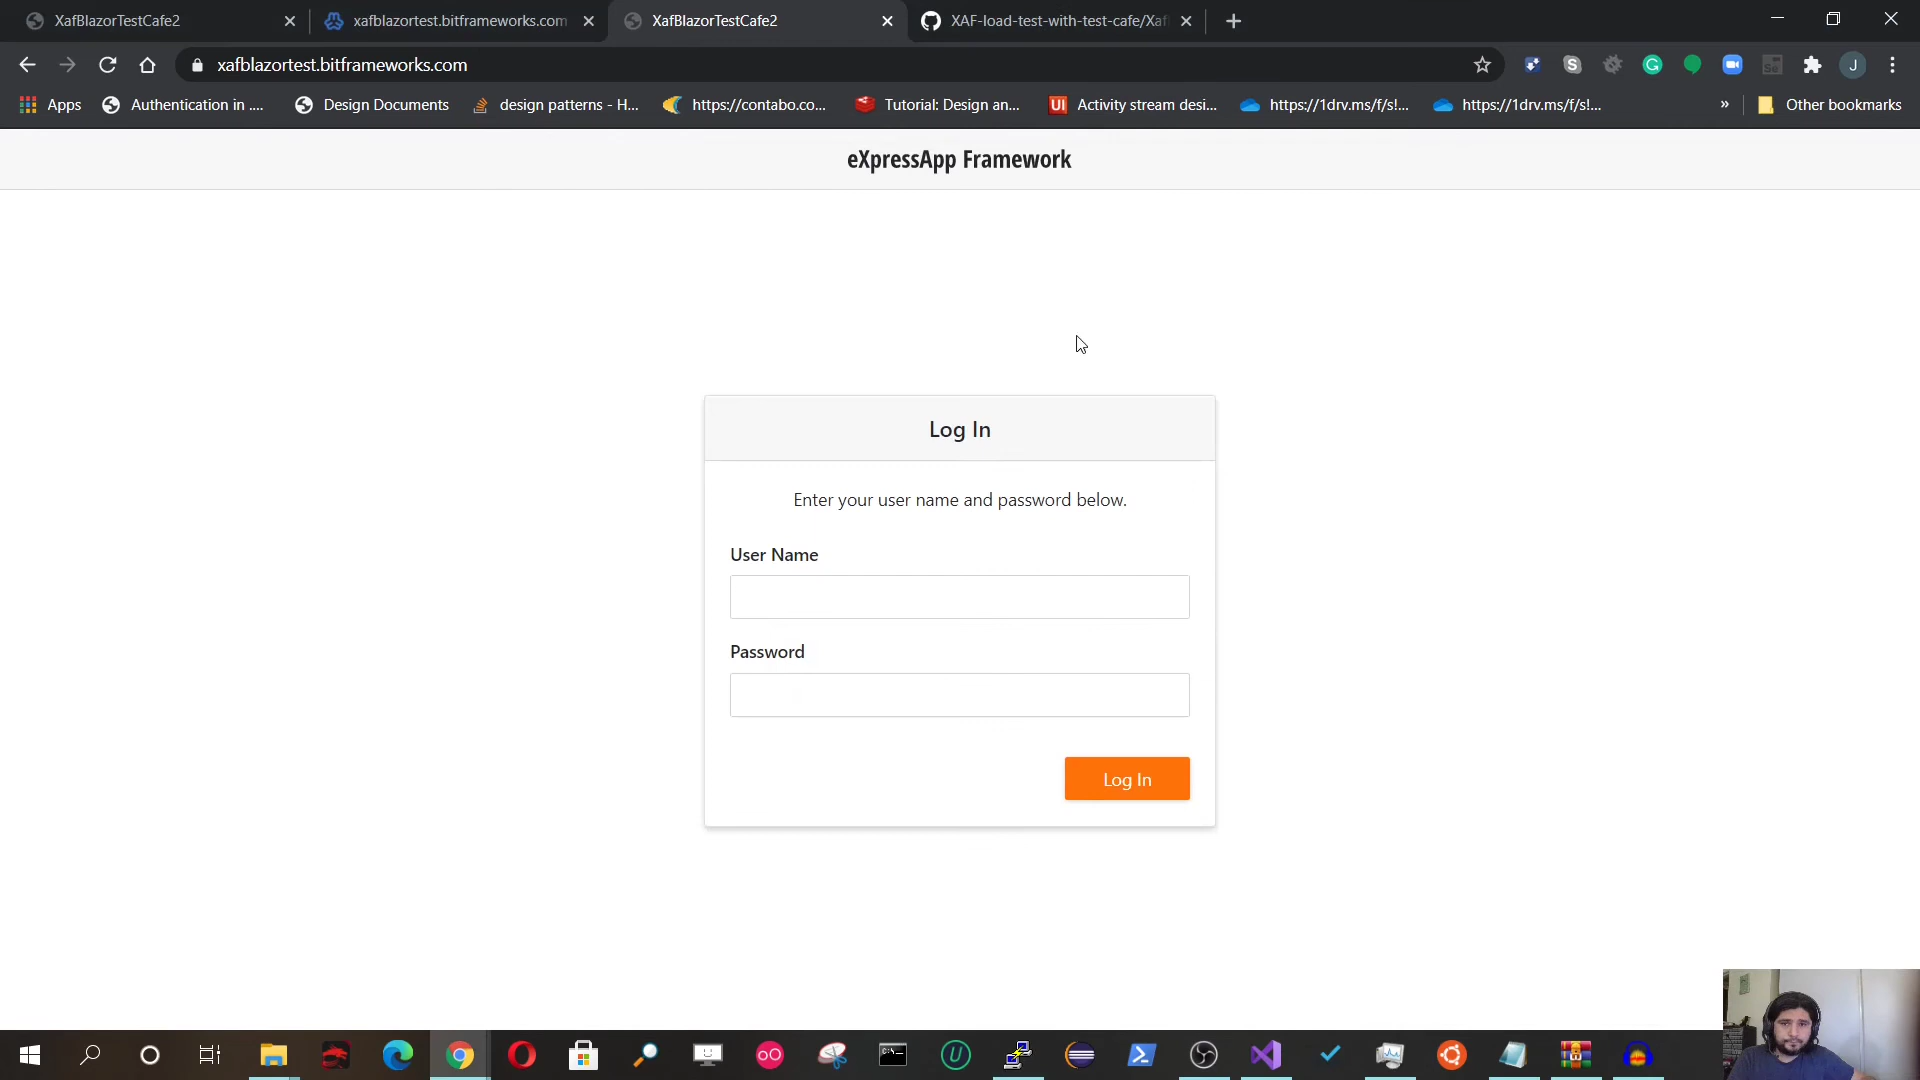 XafBlazorTestCafe2
xafblazortest.bitframeworks.com
XafBlazorTestCafe2
XAF-load-test-with-test-cafe/Xaf
xafblazortest.bitframeworks.com
J
Apps
Authentication in ....
Design Documents
design patterns - H...
https://contabo.co...
Tutorial: Design an...
UI
Activity stream desi...
https://1drv.ms/f/s!...
https://1drv.ms/f/s!...
»
Other bookmarks
eXpressApp Framework
Log In
Enter your user name and password below.
User Name
Password
Log In